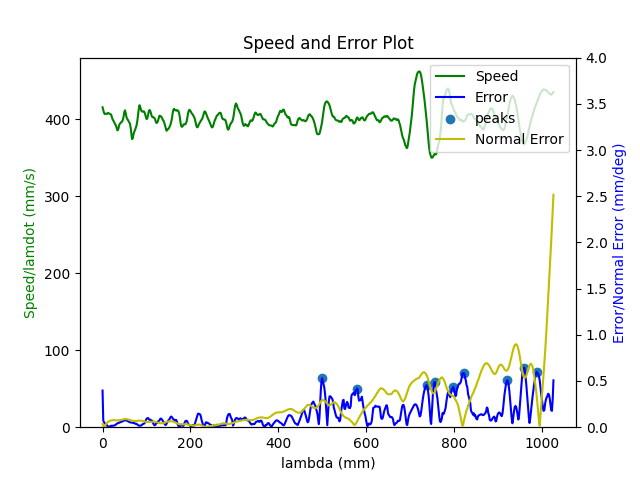 Speed and Error Plot
Speed/lamdot (mm/s)
400
300
200
100
0
Speed
Error
peaks
Normal Error
4.0
3.5
3.0
2.5
2.0
1.5
1.0
0.5
0.0
Error/Normal Error (mm/deg)
0 200 400 600 800 1000
lambda (mm)